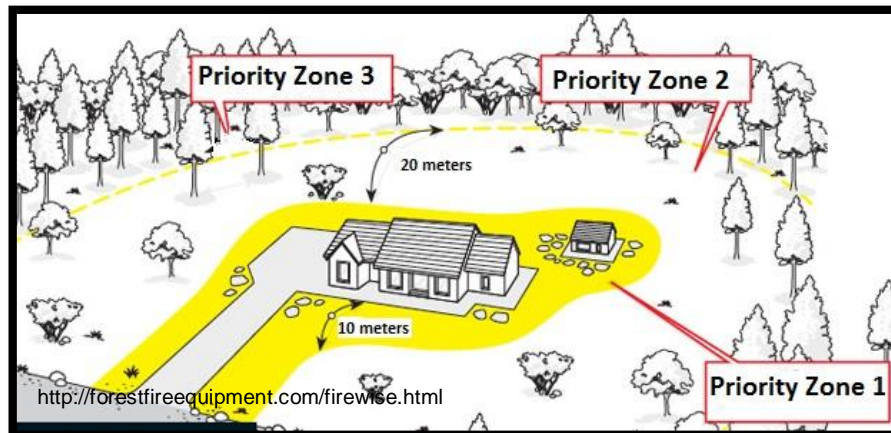 Priority Zone 3
Priority Zone 2
20 meters
10 meters
Priority Zone 1
http://forestfireequipment.com/firewise.html